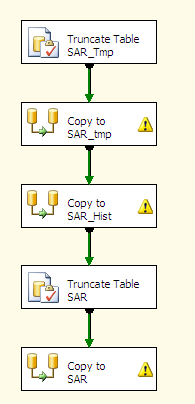 Truncate Table
SAR_Tmp
Copy to
SAR_tmp
Copy to
SAR_Hist
Truncate Table
SAR
Copy to
SAR